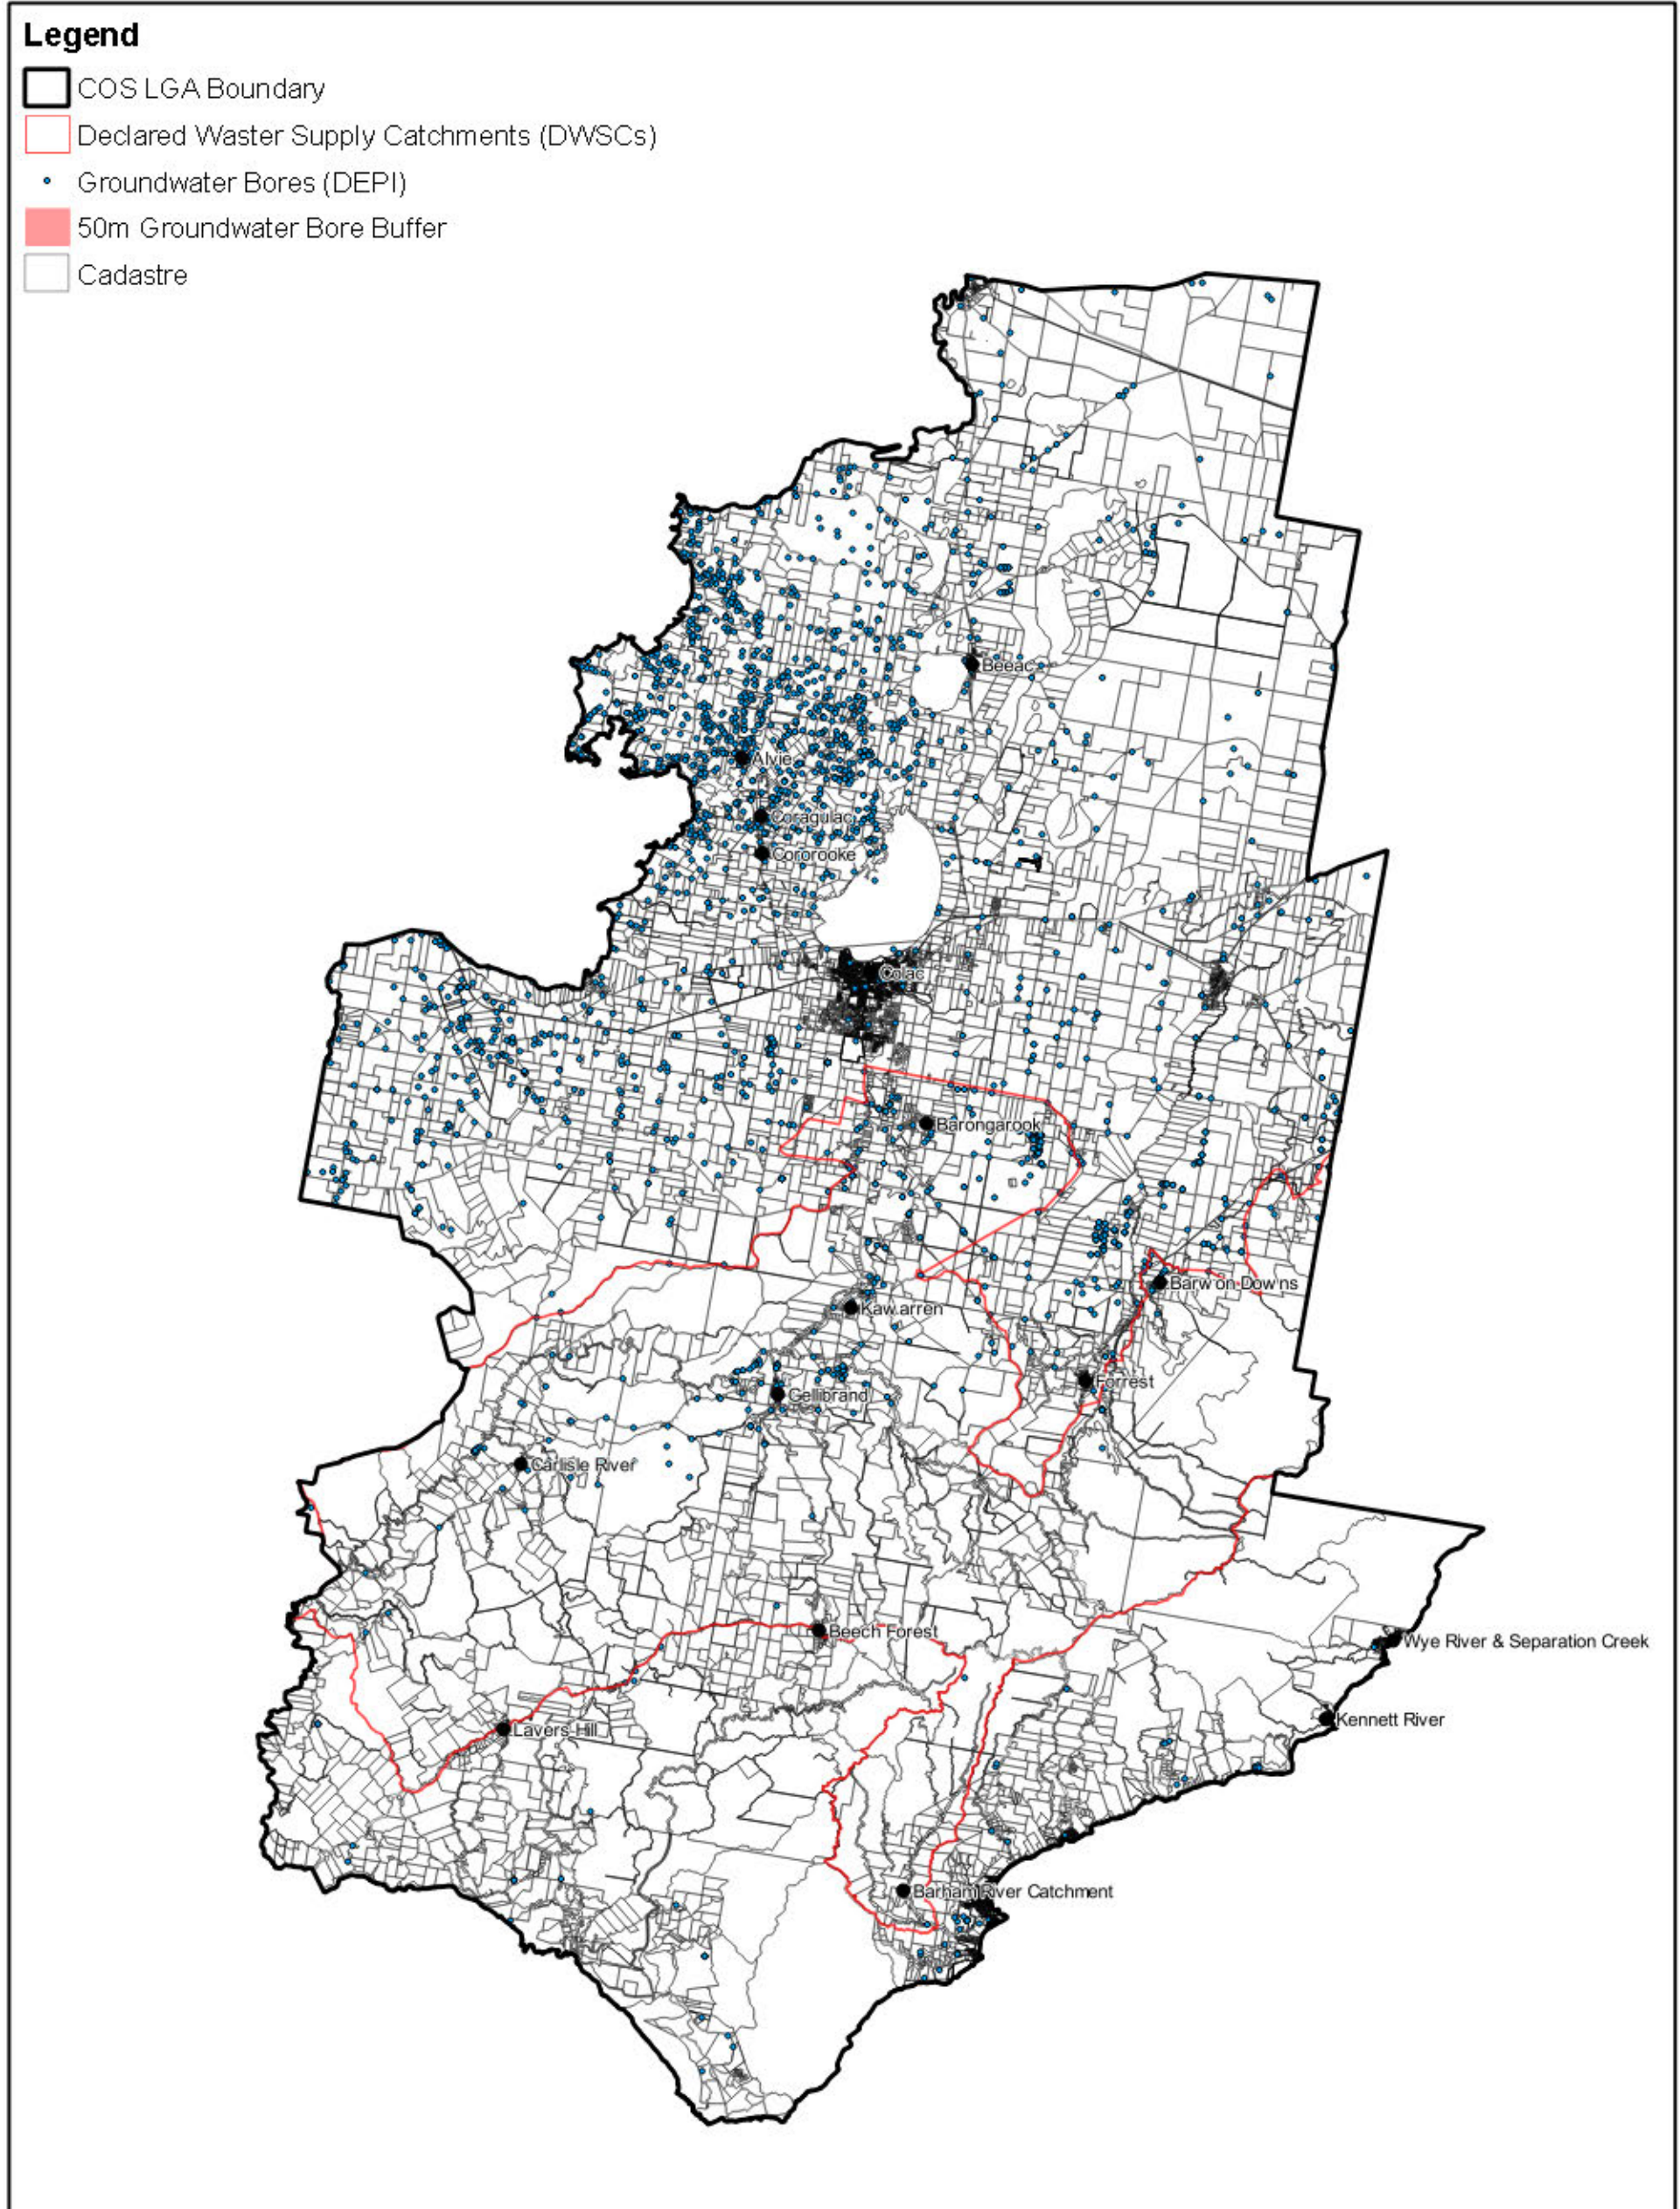 Legend
COS LGA Boundary
Declared Waster Supply Catchments (DWSCs)
Groundwater Bores (DEPI)
50m Groundwater Bore Buffer
Cadastre
Beeac
Alvie
Coragulac
Cororooke
Colac
Barongarook
Barwon Downs
Kawarren
Forrest
Gellibrand
Carlisle River
Beech Forest
Wye River & Separation Creek
Kennett River
Lavers Hill
Barham River Catchment